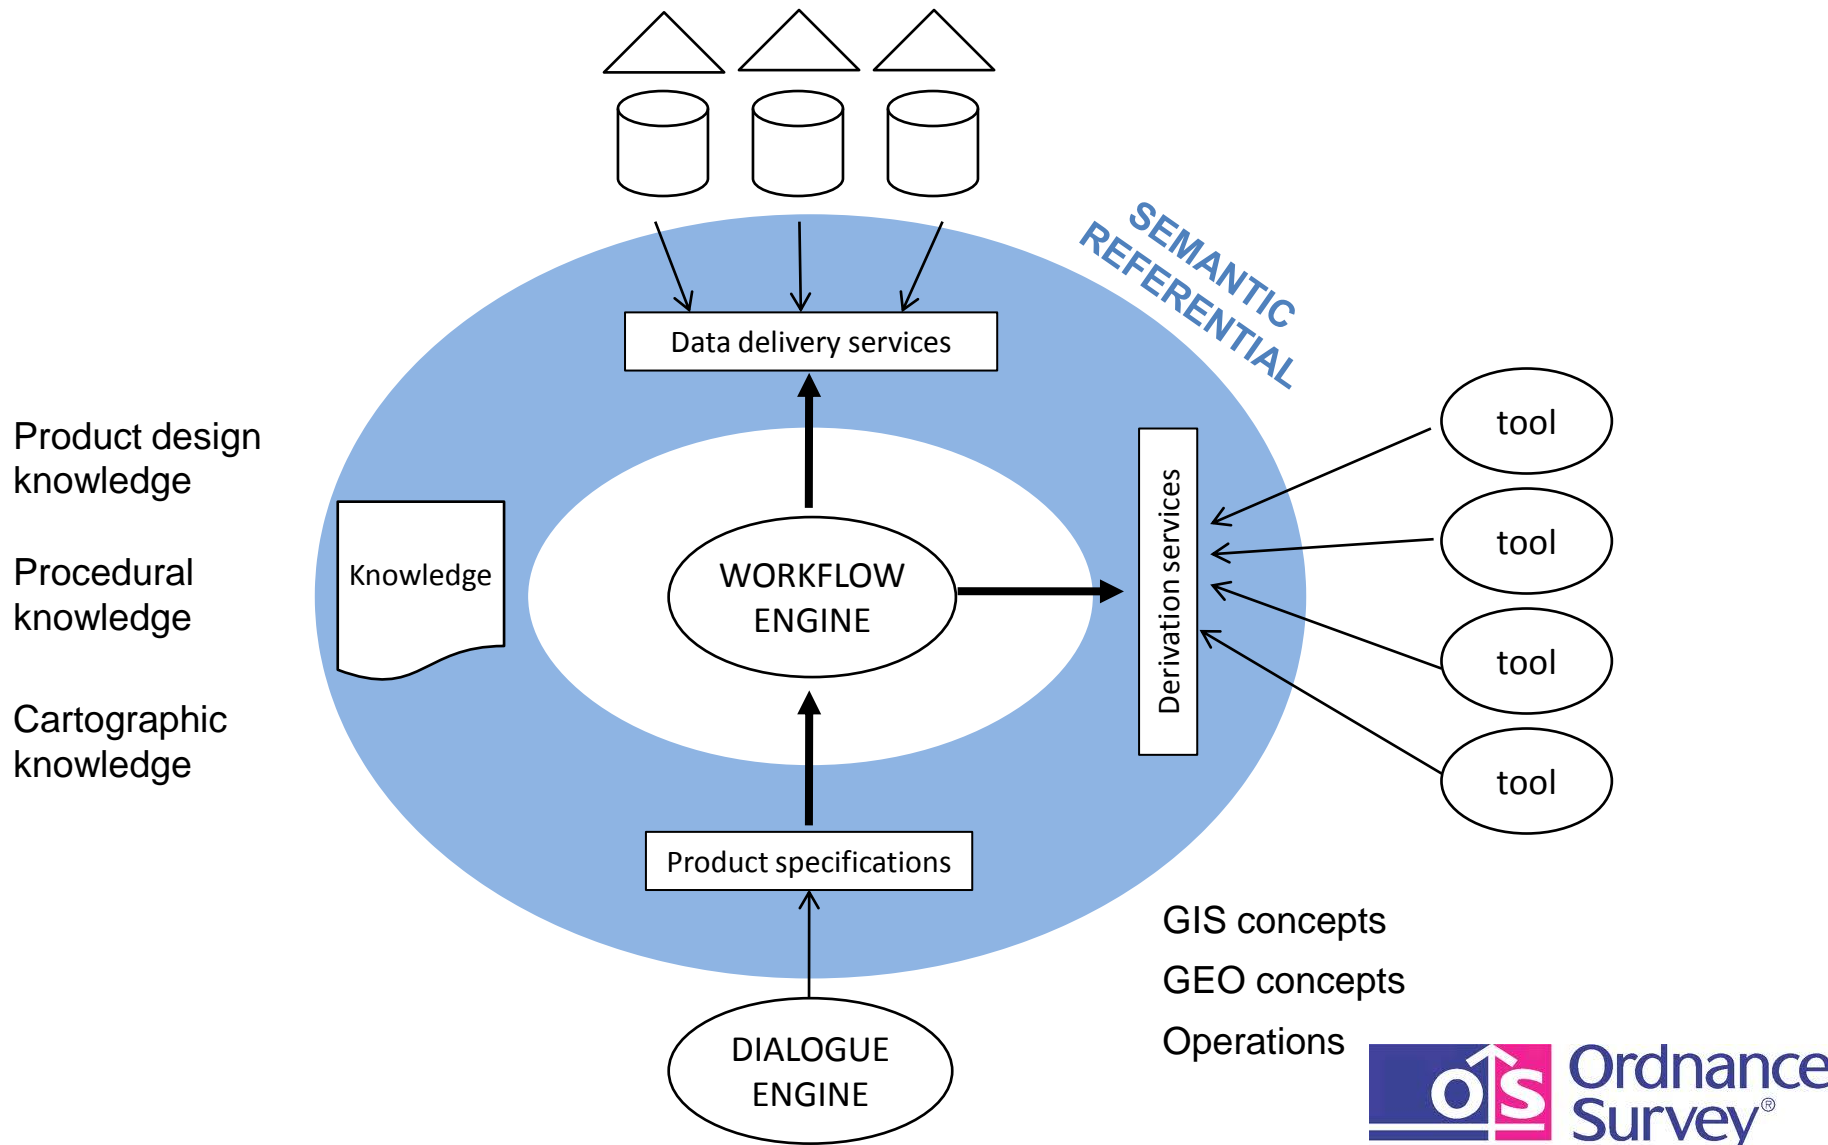 SEMANTIC
REFERENTIAL
Data delivery services
Product design
knowledge
Procedural
knowledge
Cartographic
knowledge
Knowledge
WORKFLOW
ENGINE
Derivation services
tool
tool
tool
tool
Product specifications
DIALOGUE
ENGINE
GIS concepts
GEO concepts
Operations
OS
Ordnance
Survey®